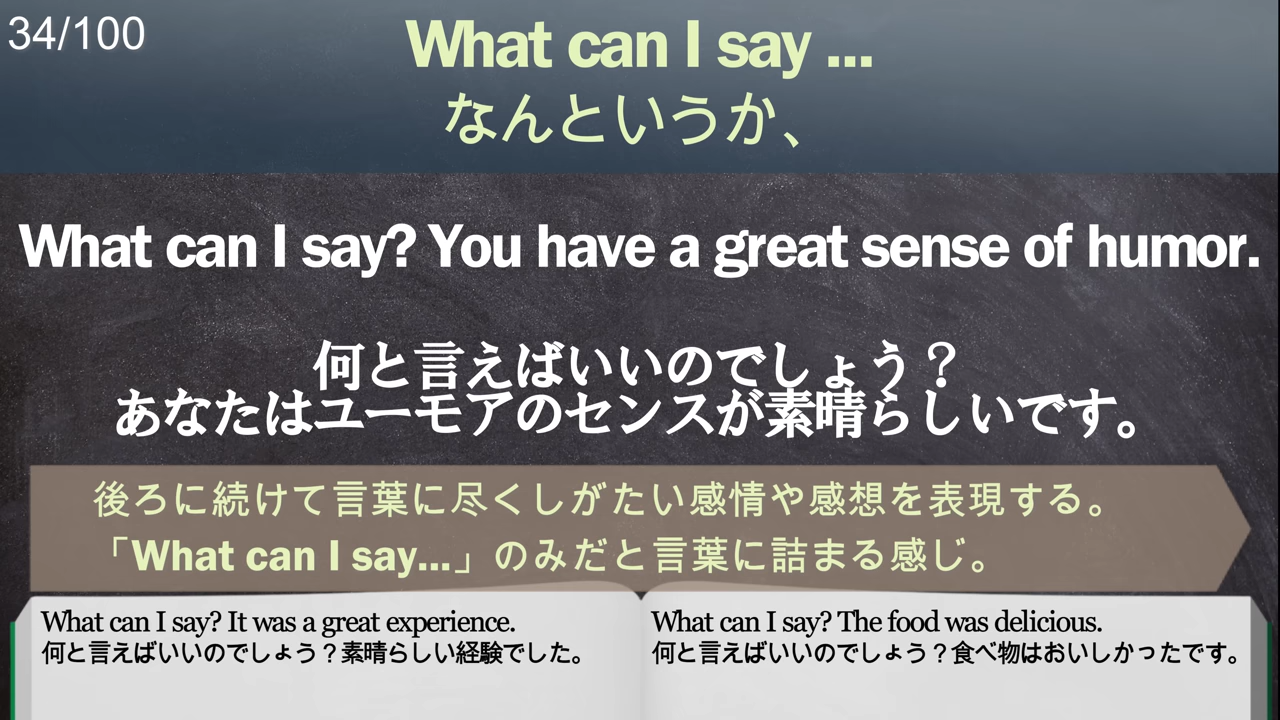 34/100
What can I say ...
なんというか、
What can I say? You have a great sense of humor.
何と言えばいいのでしょう？
あなたはユーモアのセンスが素晴らしいです。
後ろに続けて言葉に尽くしがたい感情や感想を表現する。
「What can I say...」のみだと言葉に詰まる感じ。
What can I say? It was a great experience.
何と言えばいいのでしょう？素晴らしい経験でした。
What can I say? The food was delicious.
何と言えばいいのでしょう？食べ物はおいしかったです。